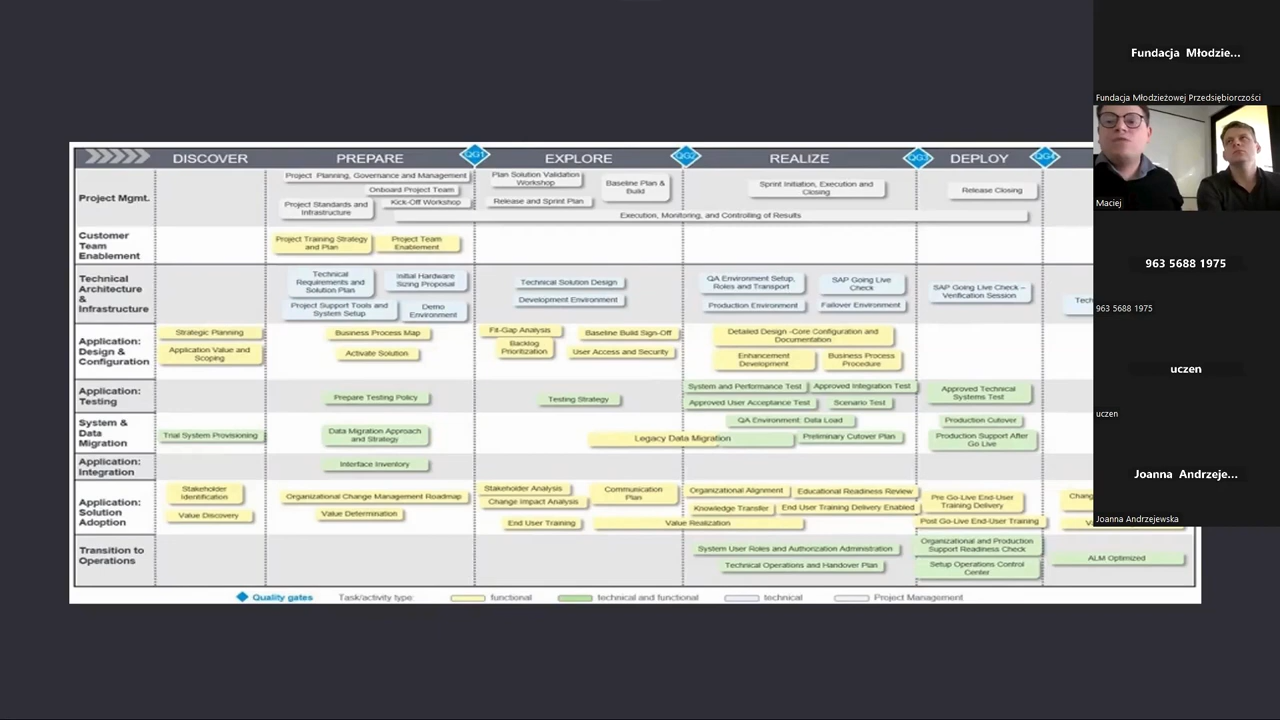 DISCOVER
PREPARE
QG1
EXPLORE
QG2
REALIZE
QG3
DEPLOY
QG4
Project Mgmt.
Project Planning, Governance and Management
Onboard Project Team
Project Standards and
Infrastructure
Kick-Off Workshop
Plan Solution Validation
Workshop
Release and Sprint Plan
Baseline Plan &
Build
Sprint Initiation, Execution and
Closing
Release Closing
Execution, Monitoring, and Controlling of Results
Customer
Team
Enablement
Project Training Strategy
and Plan
Project Team
Enablement
Technical
Architecture
&
Infrastructure
Technical
Requirements and
Solution Plan
Initial Hardware
Sizing Proposal
Project Support Tools and
System Setup
Demo
Environment
Technical Solution Design
Development Environment
QA Environment Setup,
Roles and Transport
SAP Going Live
Check
Production Environment
Failover Environment
SAP Going Live Check –
Verification Session
Application:
Design &
Configuration
Strategic Planning
Application Value and
Scoping
Business Process Map
Activate Solution
Fit-Gap Analysis
Backlog
Prioritization
Baseline Build Sign-Off
User Access and Security
Detailed Design -Core Configuration and
Documentation
Enhancement
Development
Business Process
Procedure
Application:
Testing
Prepare Testing Policy
Testing Strategy
System and Performance Test
Approved Integration Test
Approved User Acceptance Test
Scenario Test
Approved Technical
Systems Test
System &
Data
Migration
Trial System Provisioning
Data Migration Approach
and Strategy
Legacy Data Migration
QA Environment: Data Load
Preliminary Cutover Plan
Production Cutover
Production Support After
Go Live
Application:
Integration
Interface Inventory
Application:
Solution
Adoption
Stakeholder
Identification
Value Discovery
Organizational Change Management Roadmap
Value Determination
Stakeholder Analysis
Change Impact Analysis
Communication
Plan
End User Training
Value Realization
Organizational Alignment
Educational Readiness Review
Knowledge Transfer
End User Training Delivery Enabled
Pre Go-Live End-User
Training Delivery
Post Go-Live End-User Training
Transition to
Operations
System User Roles and Authorization Administration
Technical Operations and Handover Plan
Organizational and Production
Support Readiness Check
Setup Operations Control
Center
ALM Optimized
Quality gates
Task/activity type:
functional
technical and functional
technical
Project Management
Fundacja Młodzie...
Fundacja Młodzieżowej Przedsiębiorczości
Maciej
963 5688 1975
963 5688 1975
uczen
uczen
Joanna Andrzeje...
Joanna Andrzejewska